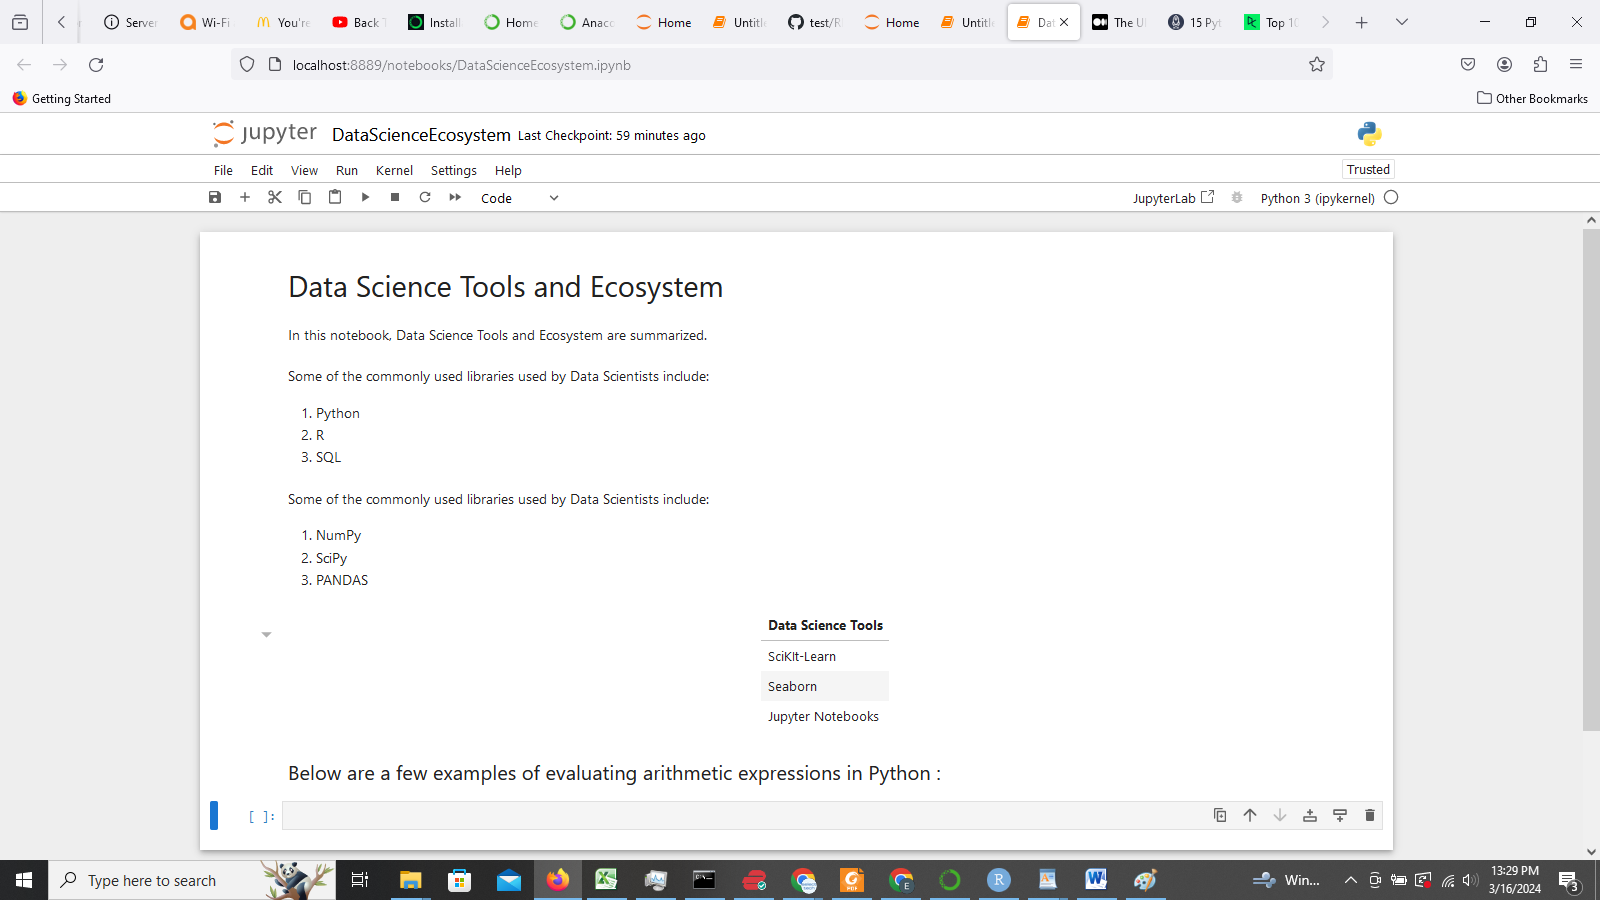 Server
Wi-Fi
You're
Back
Install
Home
Anaco
Home
Untitle
test/R
Home
Untitle
Dat
The Ul
15 Pyt
Top 10
localhost:8889/notebooks/DataScienceEcosystem.ipynb
Getting Started
Other Bookmarks
jupyter DataScienceEcosystem Last Checkpoint: 59 minutes ago
File Edit View Run Kernel Settings Help
Trusted
Code
JupyterLab
Python 3 (ipykernel)
Data Science Tools and Ecosystem
In this notebook, Data Science Tools and Ecosystem are summarized.
Some of the commonly used libraries used by Data Scientists include:
1. Python
2. R
3. SQL
Some of the commonly used libraries used by Data Scientists include:
1. NumPy
2. SciPy
3. PANDAS
Data Science Tools
SciKIt-Learn
Seaborn
Jupyter Notebooks
Below are a few examples of evaluating arithmetic expressions in Python :
[ ]:
Type here to search
Win...
13:29 PM
3/16/2024
3